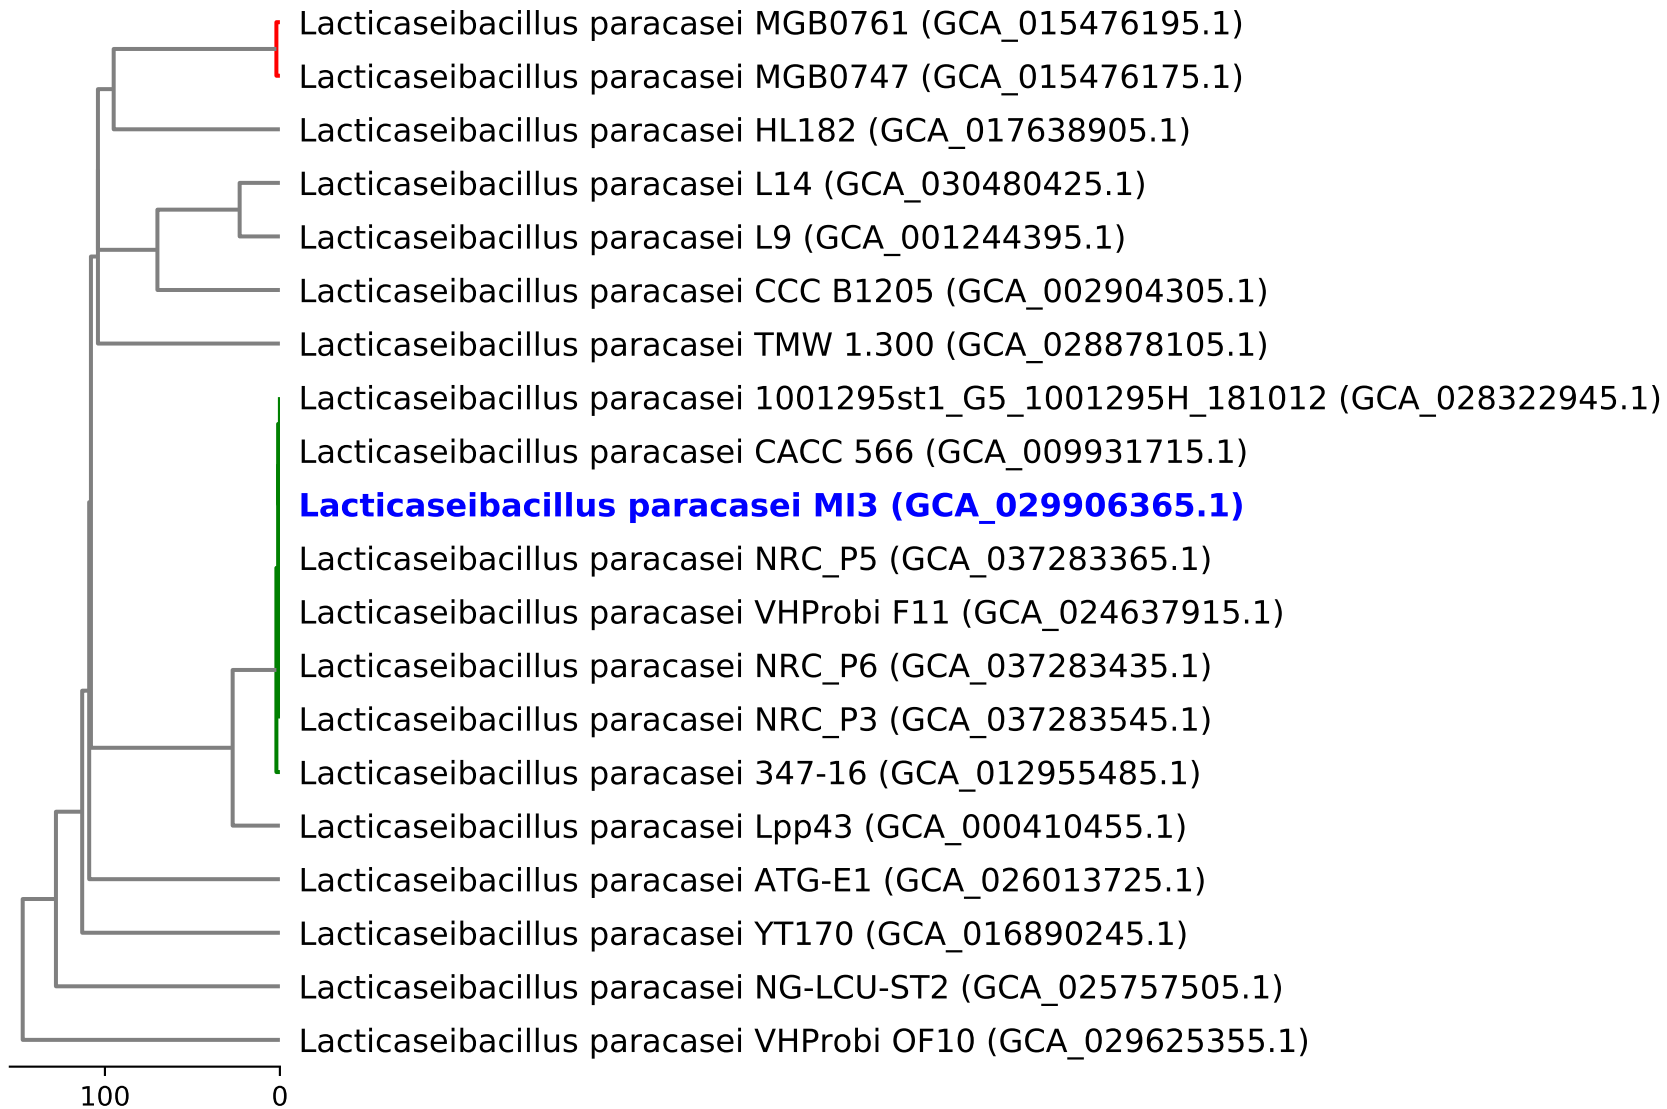 Lacticaseibacillus paracasei MGB0761 (GCA_015476195.1)
Lacticaseibacillus paracasei MGB0747 (GCA_015476175.1)
Lacticaseibacillus paracasei HL182 (GCA_017638905.1)
Lacticaseibacillus paracasei L14 (GCA_030480425.1)
Lacticaseibacillus paracasei L9 (GCA_001244395.1)
Lacticaseibacillus paracasei CCC B1205 (GCA_002904305.1)
Lacticaseibacillus paracasei TMW 1.300 (GCA_028878105.1)
Lacticaseibacillus paracasei 1001295st1_G5_1001295H_181012 (GCA_028322945.1)
Lacticaseibacillus paracasei CACC 566 (GCA_009931715.1)
Lacticaseibacillus paracasei MI3 (GCA_029906365.1)
Lacticaseibacillus paracasei NRC_P5 (GCA_037283365.1)
Lacticaseibacillus paracasei VHProbi F11 (GCA_024637915.1)
Lacticaseibacillus paracasei NRC_P6 (GCA_037283435.1)
Lacticaseibacillus paracasei NRC_P3 (GCA_037283545.1)
Lacticaseibacillus paracasei 347-16 (GCA_012955485.1)
Lacticaseibacillus paracasei Lpp43 (GCA_000410455.1)
Lacticaseibacillus paracasei ATG-E1 (GCA_026013725.1)
Lacticaseibacillus paracasei YT170 (GCA_016890245.1)
Lacticaseibacillus paracasei NG-LCU-ST2 (GCA_025757505.1)
Lacticaseibacillus paracasei VHProbi OF10 (GCA_029625355.1)
100 0